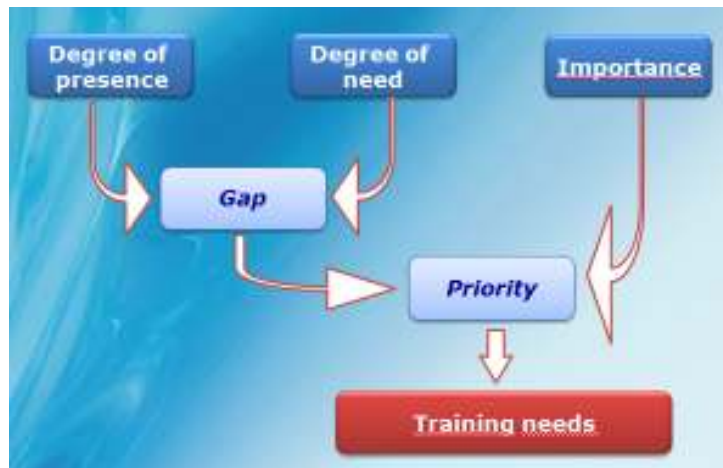 Degree of
presence
Degree of
need
Importance
Gap
Priority
Training needs